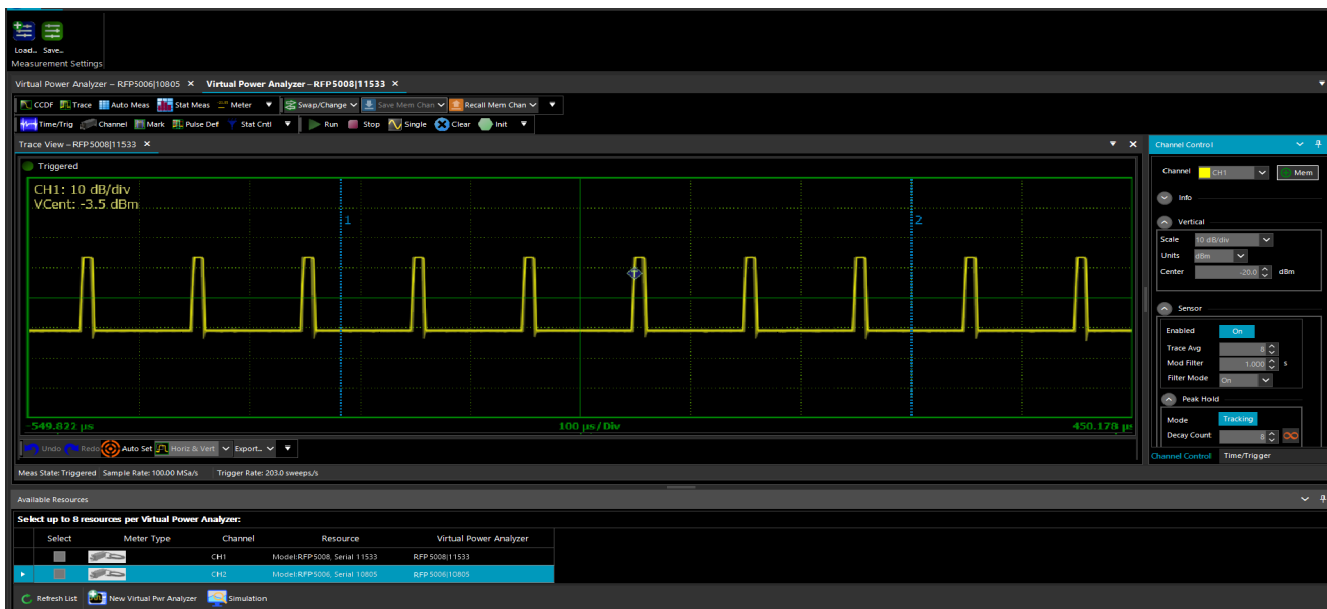 Load... Save...
Measurement Settings
Virtual Power Analyzer – RFP5006|10805 × Virtual Power Analyzer–RFP5008|11533 ×
CCDF Trace Auto Meas Stat Meas Meter Swap/Change Save Mem Chan Recall Mem Chan
Time/Trig Channel Mark Pulse Def Stat Cntl Run Stop Single Clear Init
Trace View – RFP5008|11533 ×
Triggered
CH1: 10 dB/div
VCent: -3.5 dBm
1
2
T
-549.822 µs 100 µs/Div 450.178 µs
Undo Redo Auto Set Horiz & Vert Export...
Meas State: Triggered Sample Rate: 100.00 MSa/s Trigger Rate: 203.0 sweeps/s
Channel Control
Channel CH1 Mem
Info
Vertical
Scale 10 dB/div
Units dBm
Center -20.0 dBm
Sensor
Enabled On
Trace Avg 8
Mod Filter 1.000 s
Filter Mode On
Peak Hold
Mode Tracking
Decay Count 8 ∞
Channel Control Time/Trigger
Available Resources
Select up to 8 resources per Virtual Power Analyzer:
Select Meter Type Channel Resource Virtual Power Analyzer
CH1 Model:RFP5008, Serial 11533 RFP5008|11533
CH2 Model:RFP5006, Serial 10805 RFP5006|10805
Refresh List New Virtual Pwr Analyzer Simulation